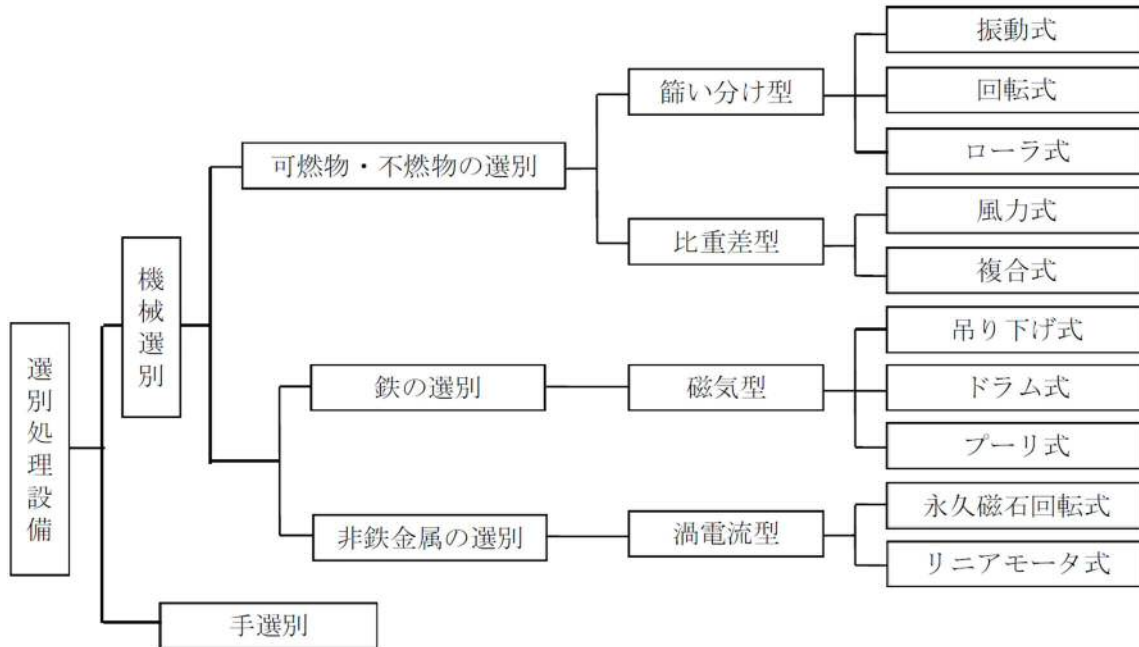 選別処理設備
機械選別
可燃物・不燃物の選別
篩い分け型
振動式
回転式
ローラ式
比重差型
風力式
複合式
鉄の選別
磁気型
吊り下げ式
ドラム式
プーリ式
非鉄金属の選別
渦電流型
永久磁石回転式
リニアモータ式
手選別